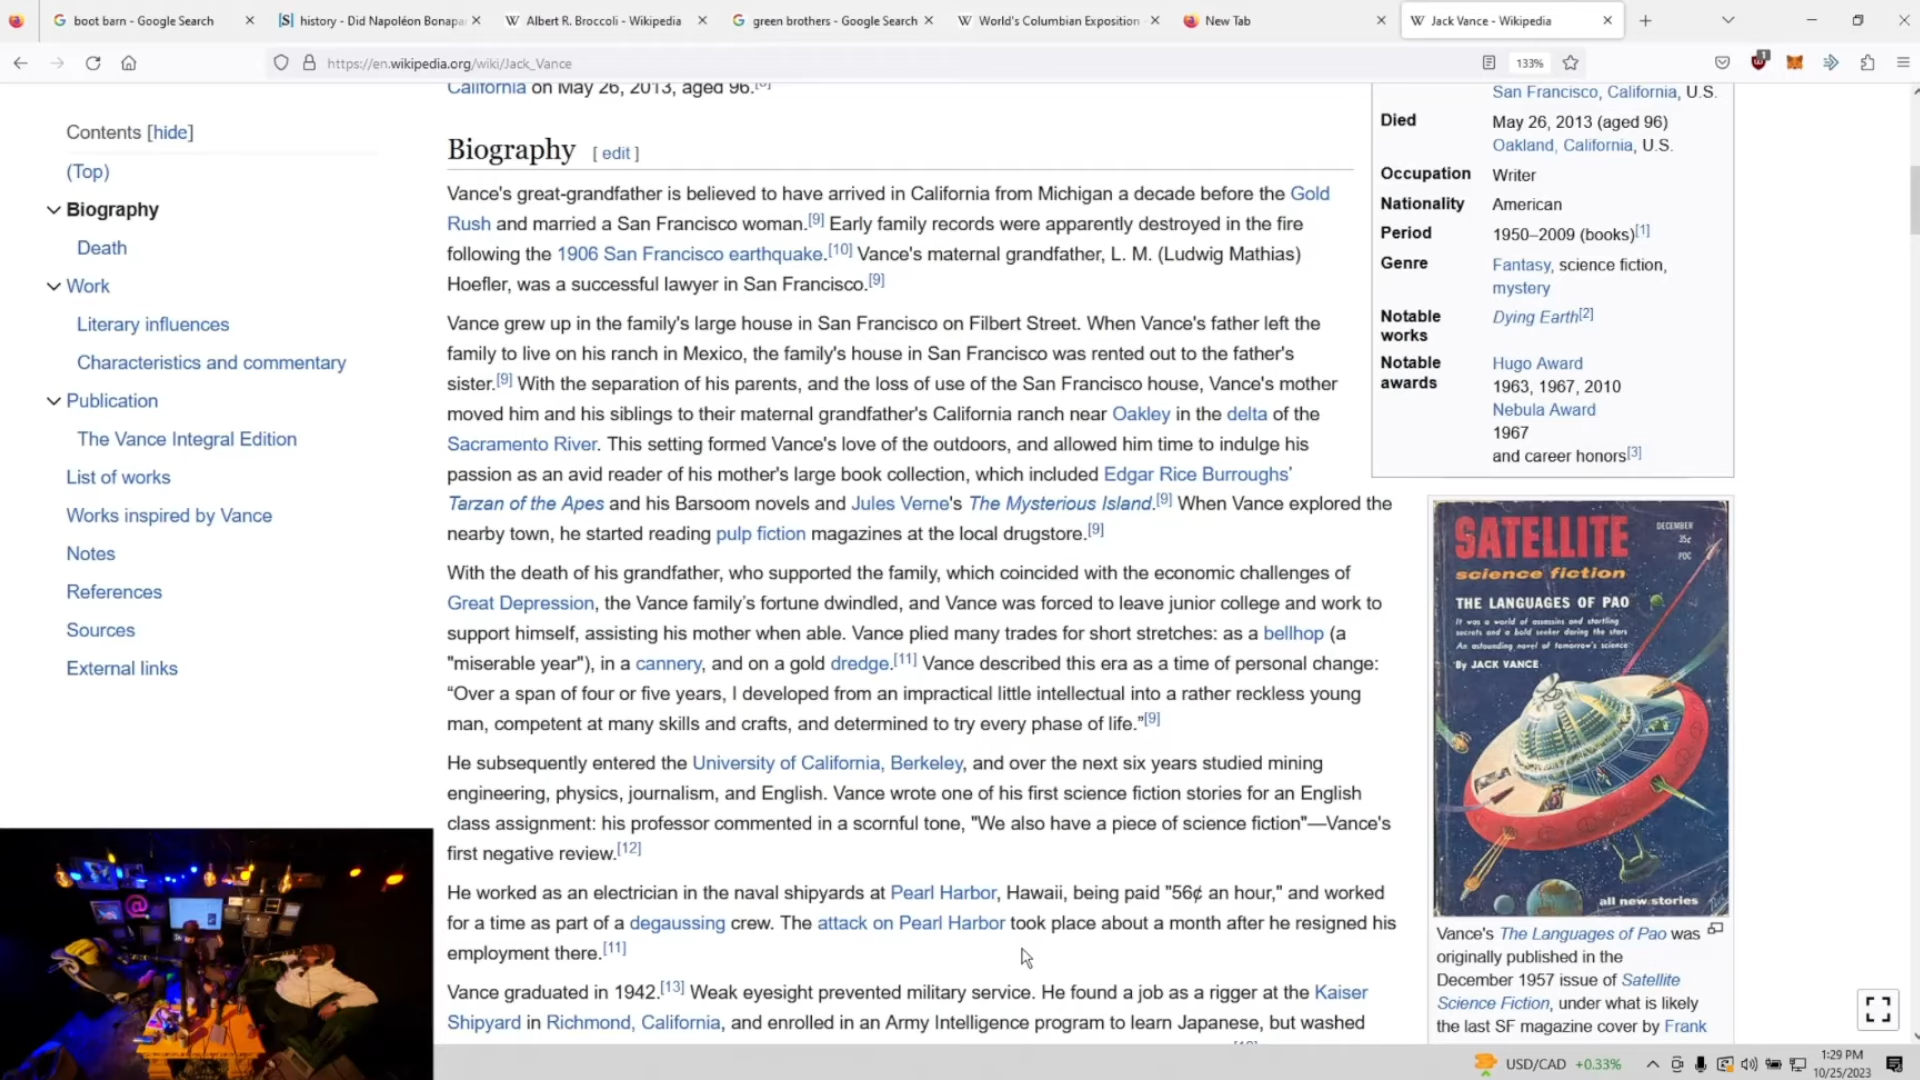 boot barn - Google Search
history - Did Napoléon Bonapar
Albert R. Broccoli - Wikipedia
green brothers - Google Search
World's Columbian Exposition
New Tab
Jack Vance - Wikipedia
https://en.wikipedia.org/wiki/Jack_Vance
133%
1
California on May 26, 2013, aged 96.
Contents [hide]
(Top)
Biography
Death
Work
Literary influences
Characteristics and commentary
Publication
The Vance Integral Edition
List of works
Works inspired by Vance
Notes
References
Sources
External links
Biography [ edit ]
Vance's great-grandfather is believed to have arrived in California from Michigan a decade before the Gold
Rush and married a San Francisco woman.[9] Early family records were apparently destroyed in the fire
following the 1906 San Francisco earthquake.[10] Vance's maternal grandfather, L. M. (Ludwig Mathias)
Hoefler, was a successful lawyer in San Francisco.[9]
Vance grew up in the family's large house in San Francisco on Filbert Street. When Vance's father left the
family to live on his ranch in Mexico, the family's house in San Francisco was rented out to the father's
sister.[9] With the separation of his parents, and the loss of use of the San Francisco house, Vance's mother
moved him and his siblings to their maternal grandfather's California ranch near Oakley in the delta of the
Sacramento River. This setting formed Vance's love of the outdoors, and allowed him time to indulge his
passion as an avid reader of his mother's large book collection, which included Edgar Rice Burroughs'
Tarzan of the Apes and his Barsoom novels and Jules Verne's The Mysterious Island.[9] When Vance explored the
nearby town, he started reading pulp fiction magazines at the local drugstore.[9]
With the death of his grandfather, who supported the family, which coincided with the economic challenges of
Great Depression, the Vance family's fortune dwindled, and Vance was forced to leave junior college and work to
support himself, assisting his mother when able. Vance plied many trades for short stretches: as a bellhop (a
"miserable year"), in a cannery, and on a gold dredge.[11] Vance described this era as a time of personal change:
“Over a span of four or five years, I developed from an impractical little intellectual into a rather reckless young
man, competent at many skills and crafts, and determined to try every phase of life.”[9]
He subsequently entered the University of California, Berkeley, and over the next six years studied mining
engineering, physics, journalism, and English. Vance wrote one of his first science fiction stories for an English
class assignment: his professor commented in a scornful tone, "We also have a piece of science fiction"—Vance's
first negative review.[12]
He worked as an electrician in the naval shipyards at Pearl Harbor, Hawaii, being paid "56¢ an hour," and worked
for a time as part of a degaussing crew. The attack on Pearl Harbor took place about a month after he resigned his
employment there.[11]
Vance graduated in 1942.[13] Weak eyesight prevented military service. He found a job as a rigger at the Kaiser
Shipyard in Richmond, California, and enrolled in an Army Intelligence program to learn Japanese, but washed
San Francisco, California, U.S.
Died May 26, 2013 (aged 96)
Oakland, California, U.S.
Occupation Writer
Nationality American
Period 1950–2009 (books)[1]
Genre Fantasy, science fiction,
mystery
Notable works Dying Earth[2]
Notable awards Hugo Award
1963, 1967, 2010
Nebula Award
1967
and career honors[3]
SATELLITE
DECEMBER
35¢
PDC
science fiction
THE LANGUAGES OF PAO
It was a world of assassins and startling
secrets and a bold seeker daring the stars
An astounding novel of tomorrow's science
By JACK VANCE
all new stories
Vance's The Languages of Pao was
originally published in the
December 1957 issue of Satellite
Science Fiction, under what is likely
the last SF magazine cover by Frank
USD/CAD +0.33%
1:29 PM
10/25/2023